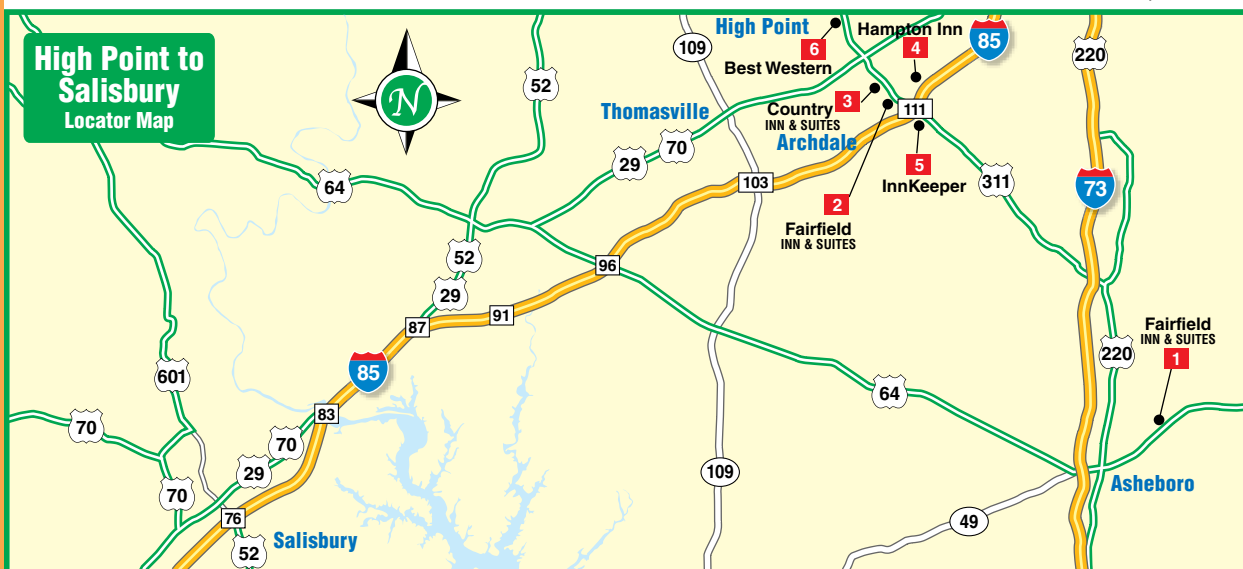 High Point to
Salisbury
Locator Map
N
High Point
109
6
Best Western
Hampton Inn
4
85
220
52
Thomasville
Country
INN & SUITES
3
111
Archdale
70
29
5
InnKeeper
311
103
73
64
2
Fairfield
INN & SUITES
52
96
29
91
87
Fairfield
INN & SUITES
1
220
85
601
64
83
70
70
29
109
70
Asheboro
76
49
52
Salisbury